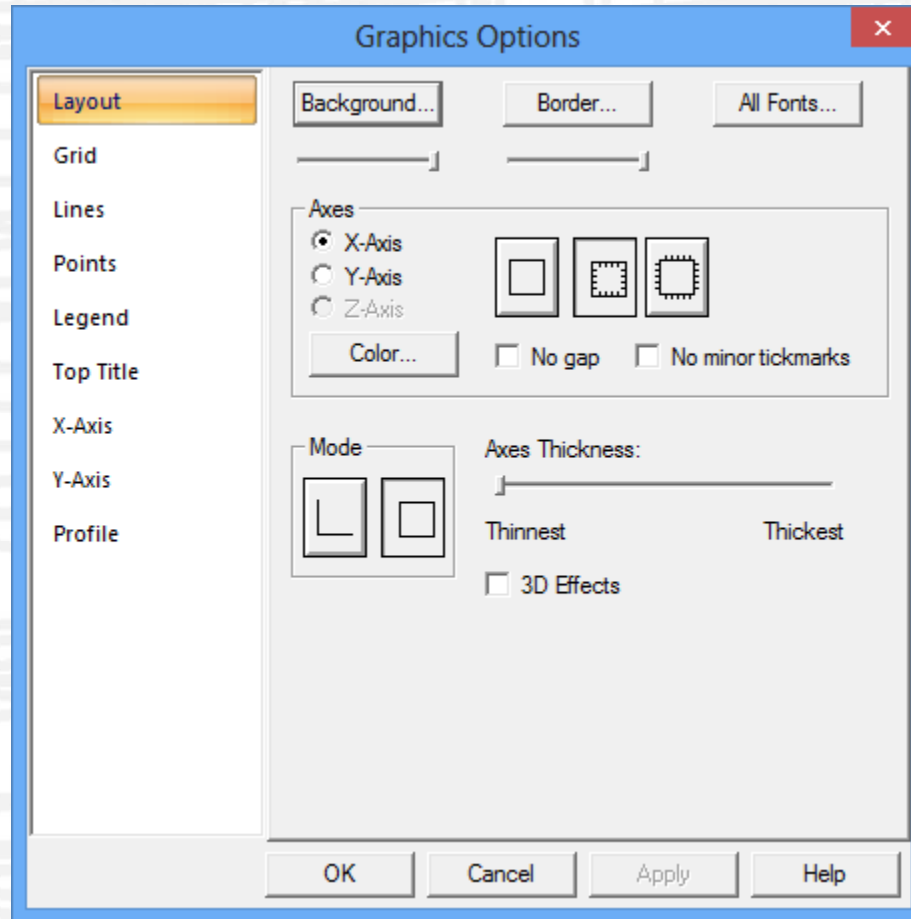 Graphics Options
Layout
Grid
Lines
Points
Legend
Top Title
X-Axis
Y-Axis
Profile
Background...
Border...
All Fonts...
Axes
X-Axis
Y-Axis
Z-Axis
Color...
No gap
No minor tickmarks
Mode
Axes Thickness:
Thinnest
Thickest
3D Effects
OK
Cancel
Apply
Help